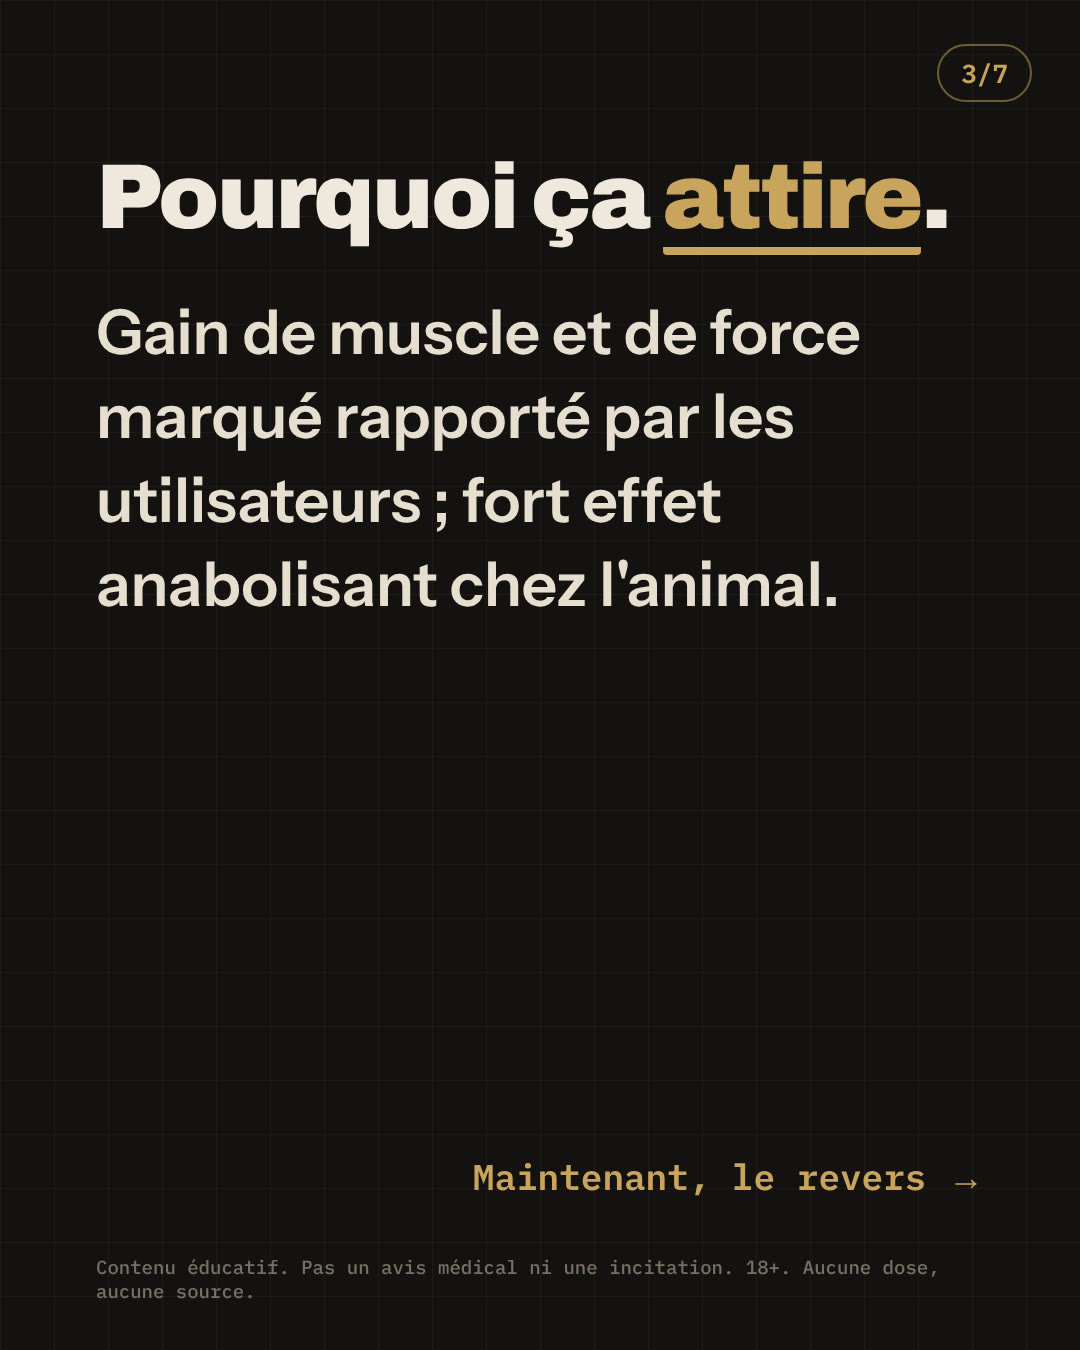 3/7
Pourquoi ça attire.
Gain de muscle et de force
marqué rapporté par les
utilisateurs ; fort effet
anabolisant chez l'animal.
Maintenant, le revers →
Contenu éducatif. Pas un avis médical ni une incitation. 18+. Aucune dose,
aucune source.